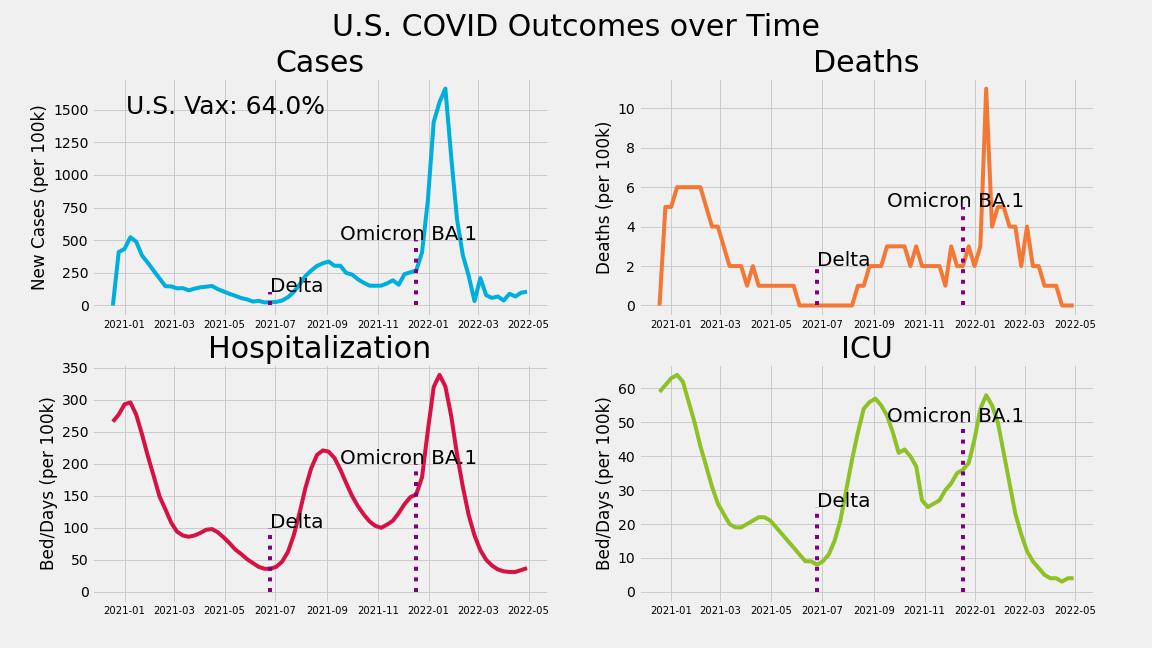 U.S. COVID Outcomes over Time
Cases
New Cases (per 100k)
U.S. Vax: 64.0%
1500
1250
1000
750
500
250
0
Omicron BA.1
Delta
2021-01 2021-03 2021-05 2021-07 2021-09 2021-11 2022-01 2022-03 2022-05
Deaths
Deaths (per 100k)
10
8
6
4
2
0
Omicron BA.1
Delta
2021-01 2021-03 2021-05 2021-07 2021-09 2021-11 2022-01 2022-03 2022-05
Hospitalization
Bed/Days (per 100k)
350
300
250
200
150
100
50
0
Omicron BA.1
Delta
2021-01 2021-03 2021-05 2021-07 2021-09 2021-11 2022-01 2022-03 2022-05
ICU
Bed/Days (per 100k)
60
50
40
30
20
10
0
Omicron BA.1
Delta
2021-01 2021-03 2021-05 2021-07 2021-09 2021-11 2022-01 2022-03 2022-05